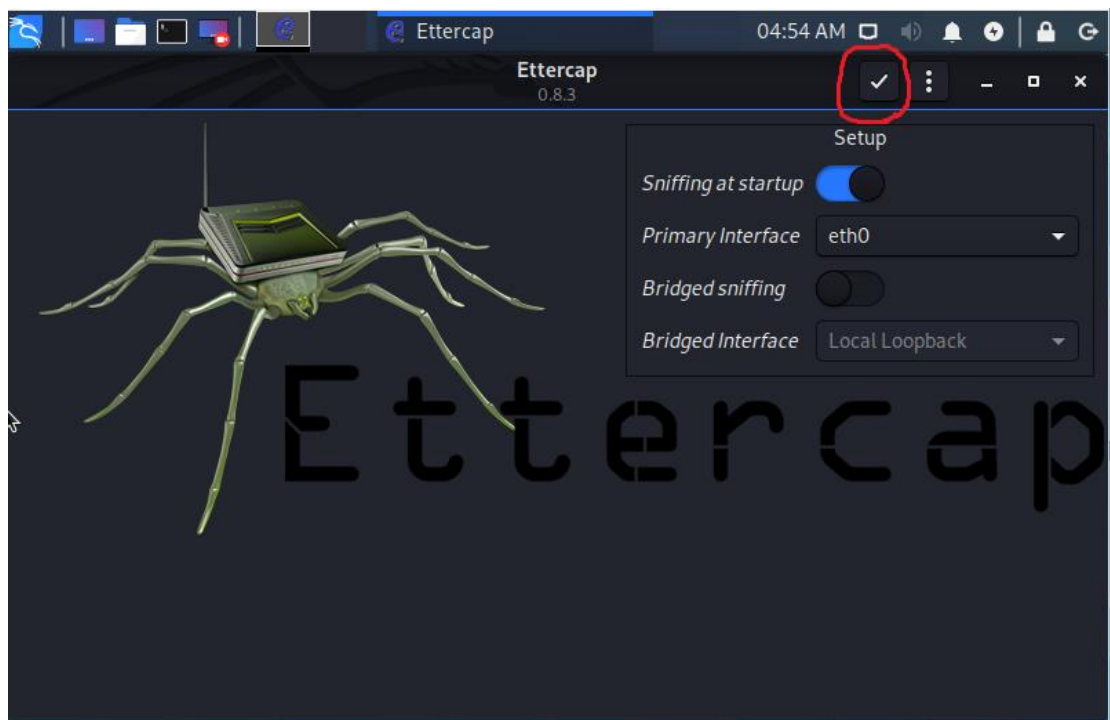 Ettercap
04:54 AM
Ettercap
0.8.3
Setup
Sniffing at startup
Primary Interface eth0
Bridged sniffing
Bridged Interface Local Loopback
Ettercap